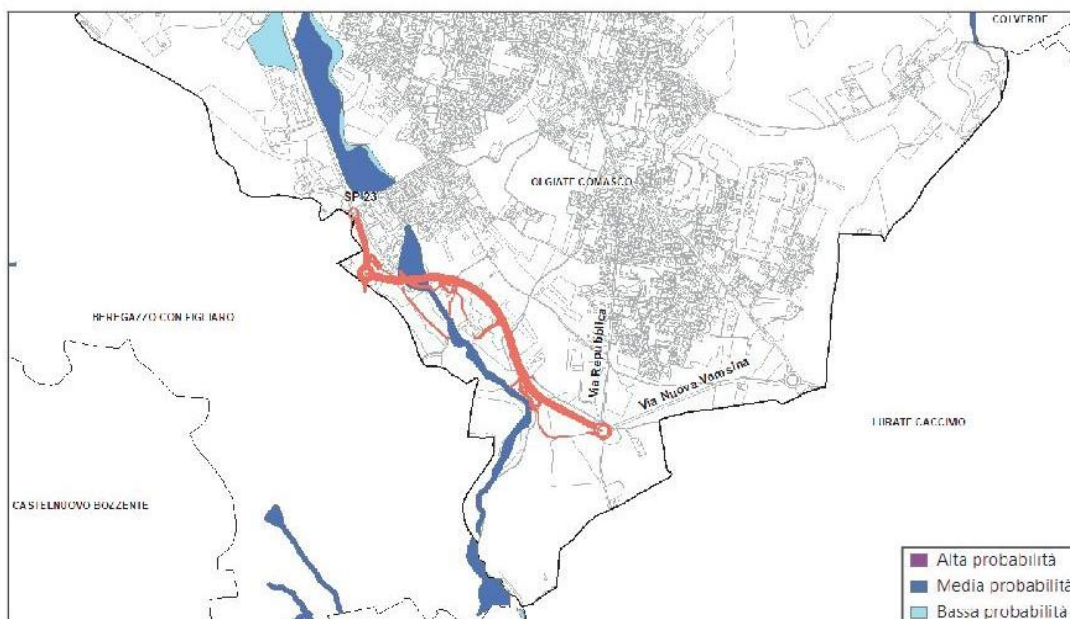 COLVERDE
OLGIATE COMASCO
SP 23
BEREGAZZO CON FIGLIARO
Via Repubblica
Via Nuova Varesina
LURATE CACCIVIO
CASTELNUOVO BOZZENTE
Alta probabilità
Media probabilità
Bassa probabilità